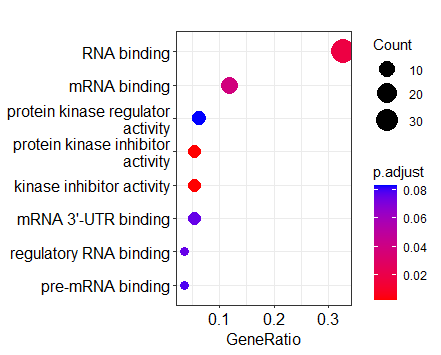 RNA binding
mRNA binding
protein kinase regulator
activity
protein kinase inhibitor
activity
kinase inhibitor activity
mRNA 3'-UTR binding
regulatory RNA binding
pre-mRNA binding
0.1 0.2 0.3
GeneRatio
Count
10
20
30
p.adjust
0.08
0.06
0.04
0.02